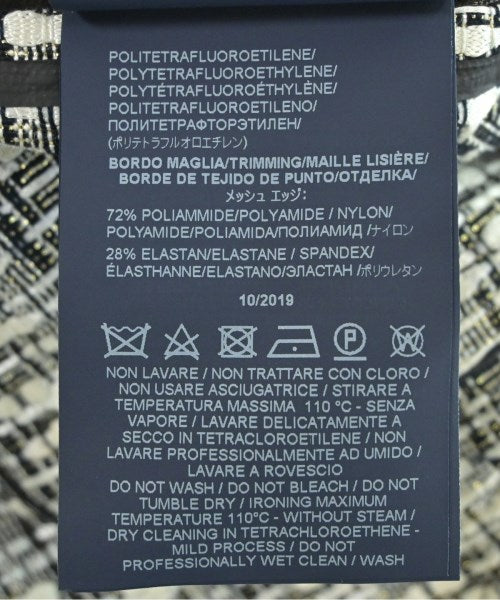 POLITETRAFLUOROETILENE/
POLYTETRAFLUOROETHYLENE/
POLYTÉTRAFLUOROÉTHYLÈNE/
POLITETRAFLUOROETILENO/
ПОЛИТЕТРАФТОРЭТИЛЕН/
(ポリテトラフルオロエチレン)
BORDO MAGLIA/TRIMMING/MAILLE LISIÈRE/
BORDE DE TEJIDO DE PUNTO/ОТДЕЛКА/
メッシュ エッジ:
72% POLIAMMIDE/POLYAMIDE / NYLON/
POLYAMIDE/POLIAMIDA/ПОЛИАМИД /ナイロン
28% ELASTAN/ELASTANE / SPANDEX/
ÉLASTHANNE/ELASTANO/ЭЛАСТАН /ポリウレタン
10/2019
P
W
NON LAVARE / NON TRATTARE CON CLORO /
NON USARE ASCIUGATRICE / STIRARE A
TEMPERATURA MASSIMA 110 °C - SENZA
VAPORE / LAVARE DELICATAMENTE A
SECCO IN TETRACLOROETILENE / NON
LAVARE PROFESSIONALMENTE AD UMIDO /
LAVARE A ROVESCIO
DO NOT WASH / DO NOT BLEACH / DO NOT
TUMBLE DRY / IRONING MAXIMUM
TEMPERATURE 110°C - WITHOUT STEAM /
DRY CLEANING IN TETRACHLOROETHENE -
MILD PROCESS / DO NOT
PROFESSIONALLY WET CLEAN / WASH